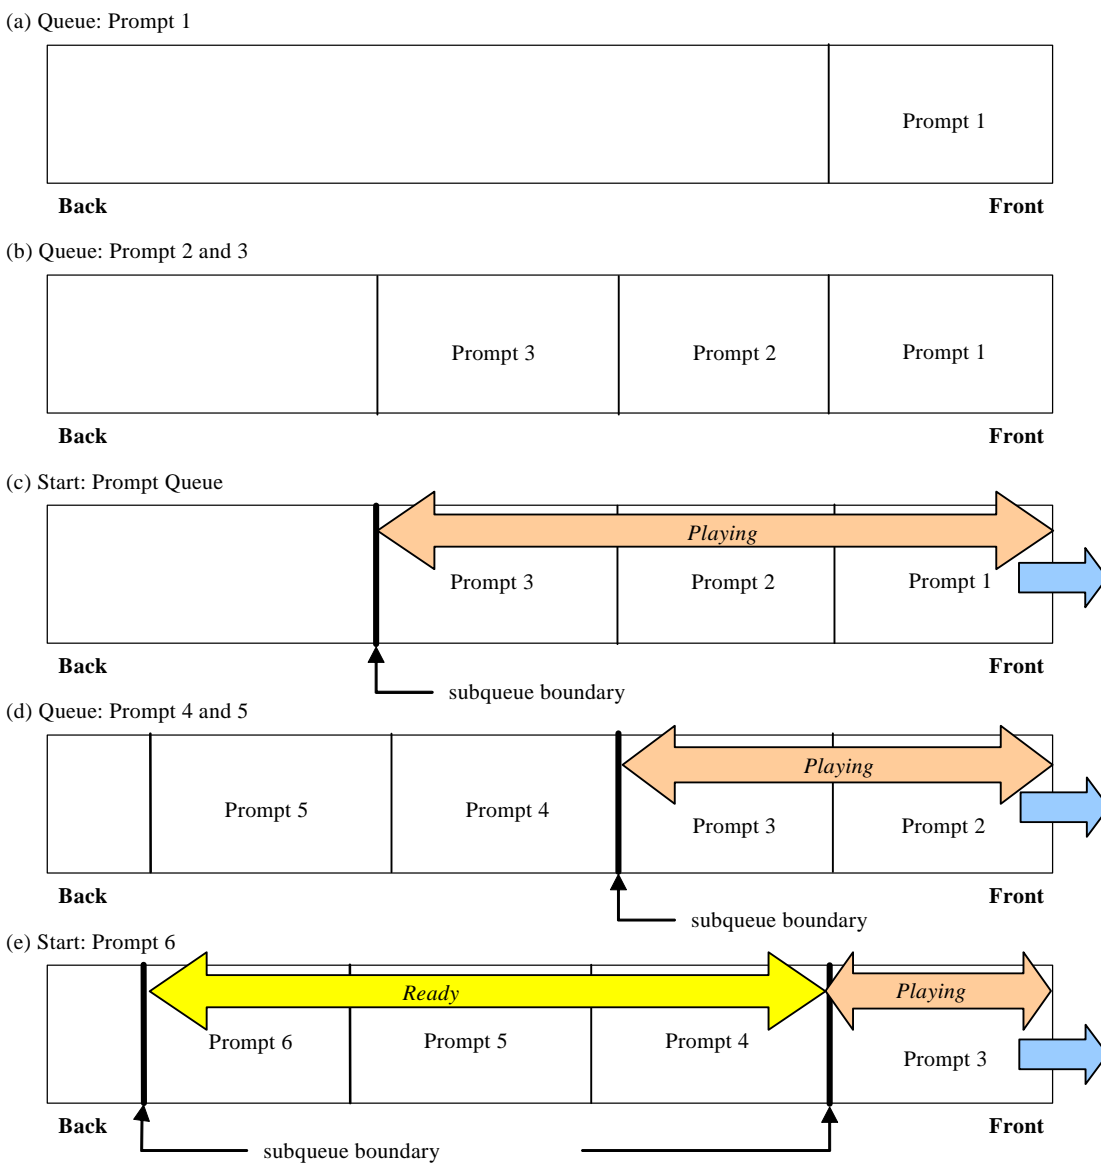 (a) Queue: Prompt 1
Prompt 1
Back Front
(b) Queue: Prompt 2 and 3
Prompt 3 Prompt 2 Prompt 1
Back Front
(c) Start: Prompt Queue
Playing
Prompt 3 Prompt 2 Prompt 1
Back Front
subqueue boundary
(d) Queue: Prompt 4 and 5
Playing
Prompt 5 Prompt 4 Prompt 3 Prompt 2
Back Front
subqueue boundary
(e) Start: Prompt 6
Ready Playing
Prompt 6 Prompt 5 Prompt 4 Prompt 3
Back Front
subqueue boundary